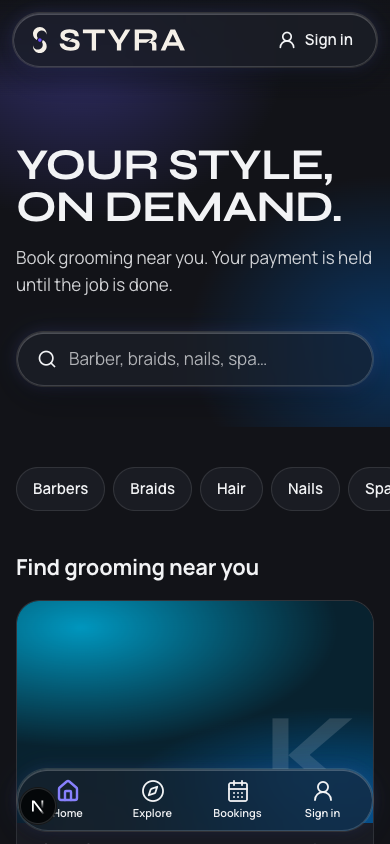 STYRA
Sign in
YOUR STYLE,
ON DEMAND.
Book grooming near you. Your payment is held
until the job is done.
Barber, braids, nails, spa...
Barbers
Braids
Hair
Nails
Spa
Find grooming near you
K
N
Home
Explore
Bookings
Sign in